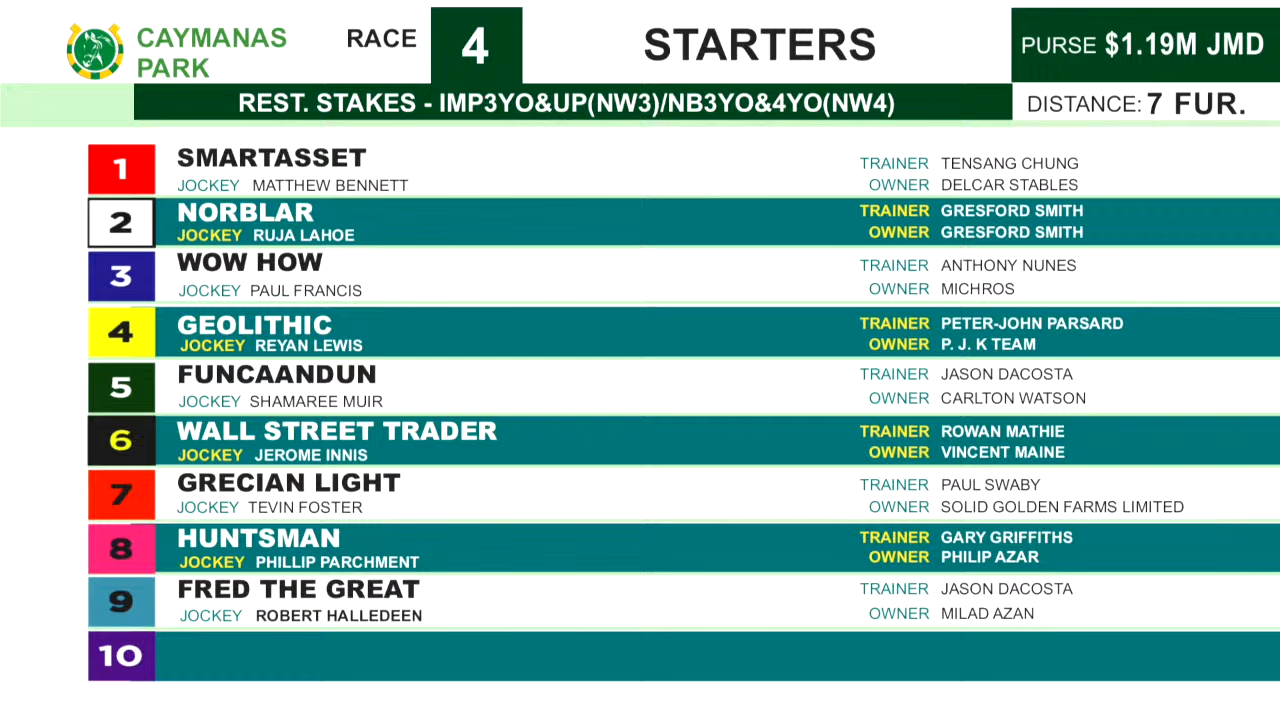 CAYMANAS PARK
RACE 4
STARTERS
PURSE $1.19M JMD
REST. STAKES - IMP3YO&UP(NW3)/NB3YO&4YO(NW4)
DISTANCE: 7 FUR.
1 SMARTASSET
JOCKEY MATTHEW BENNETT
TRAINER TENSANG CHUNG
OWNER DELCAR STABLES
2 NORBLAR
JOCKEY RUJA LAHOE
TRAINER GRESFORD SMITH
OWNER GRESFORD SMITH
3 WOW HOW
JOCKEY PAUL FRANCIS
TRAINER ANTHONY NUNES
OWNER MICHROS
4 GEOLITHIC
JOCKEY REYAN LEWIS
TRAINER PETER-JOHN PARSARD
OWNER P. J. K TEAM
5 FUNCAANDUN
JOCKEY SHAMAREE MUIR
TRAINER JASON DACOSTA
OWNER CARLTON WATSON
6 WALL STREET TRADER
JOCKEY JEROME INNIS
TRAINER ROWAN MATHIE
OWNER VINCENT MAINE
7 GRECIAN LIGHT
JOCKEY TEVIN FOSTER
TRAINER PAUL SWABY
OWNER SOLID GOLDEN FARMS LIMITED
8 HUNTSMAN
JOCKEY PHILLIP PARCHMENT
TRAINER GARY GRIFFITHS
OWNER PHILIP AZAR
9 FRED THE GREAT
JOCKEY ROBERT HALLEDEEN
TRAINER JASON DACOSTA
OWNER MILAD AZAN
10